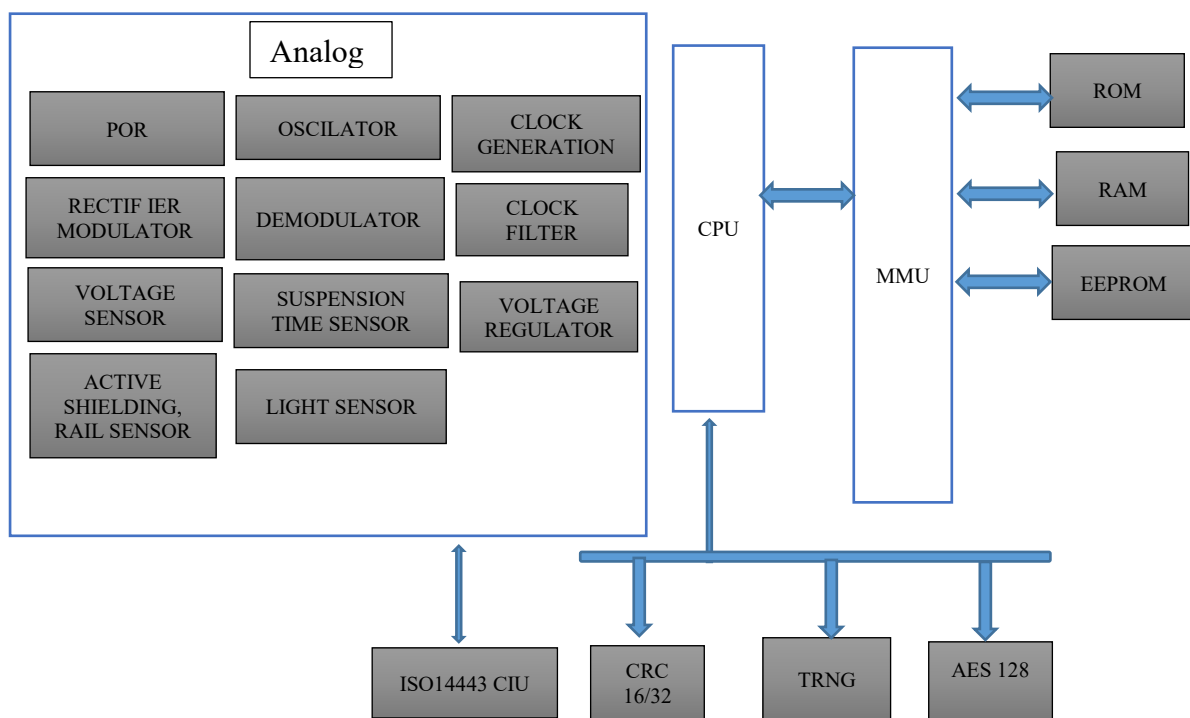 Analog
POR
OSCILATOR
CLOCK
GENERATION
RECTIF IER
MODULATOR
DEMODULATOR
CLOCK
FILTER
VOLTAGE
SENSOR
SUSPENSION
TIME SENSOR
VOLTAGE
REGULATOR
ACTIVE
SHIELDING,
RAIL SENSOR
LIGHT SENSOR
CPU
MMU
ROM
RAM
EEPROM
ISO14443 CIU
CRC
16/32
TRNG
AES 128